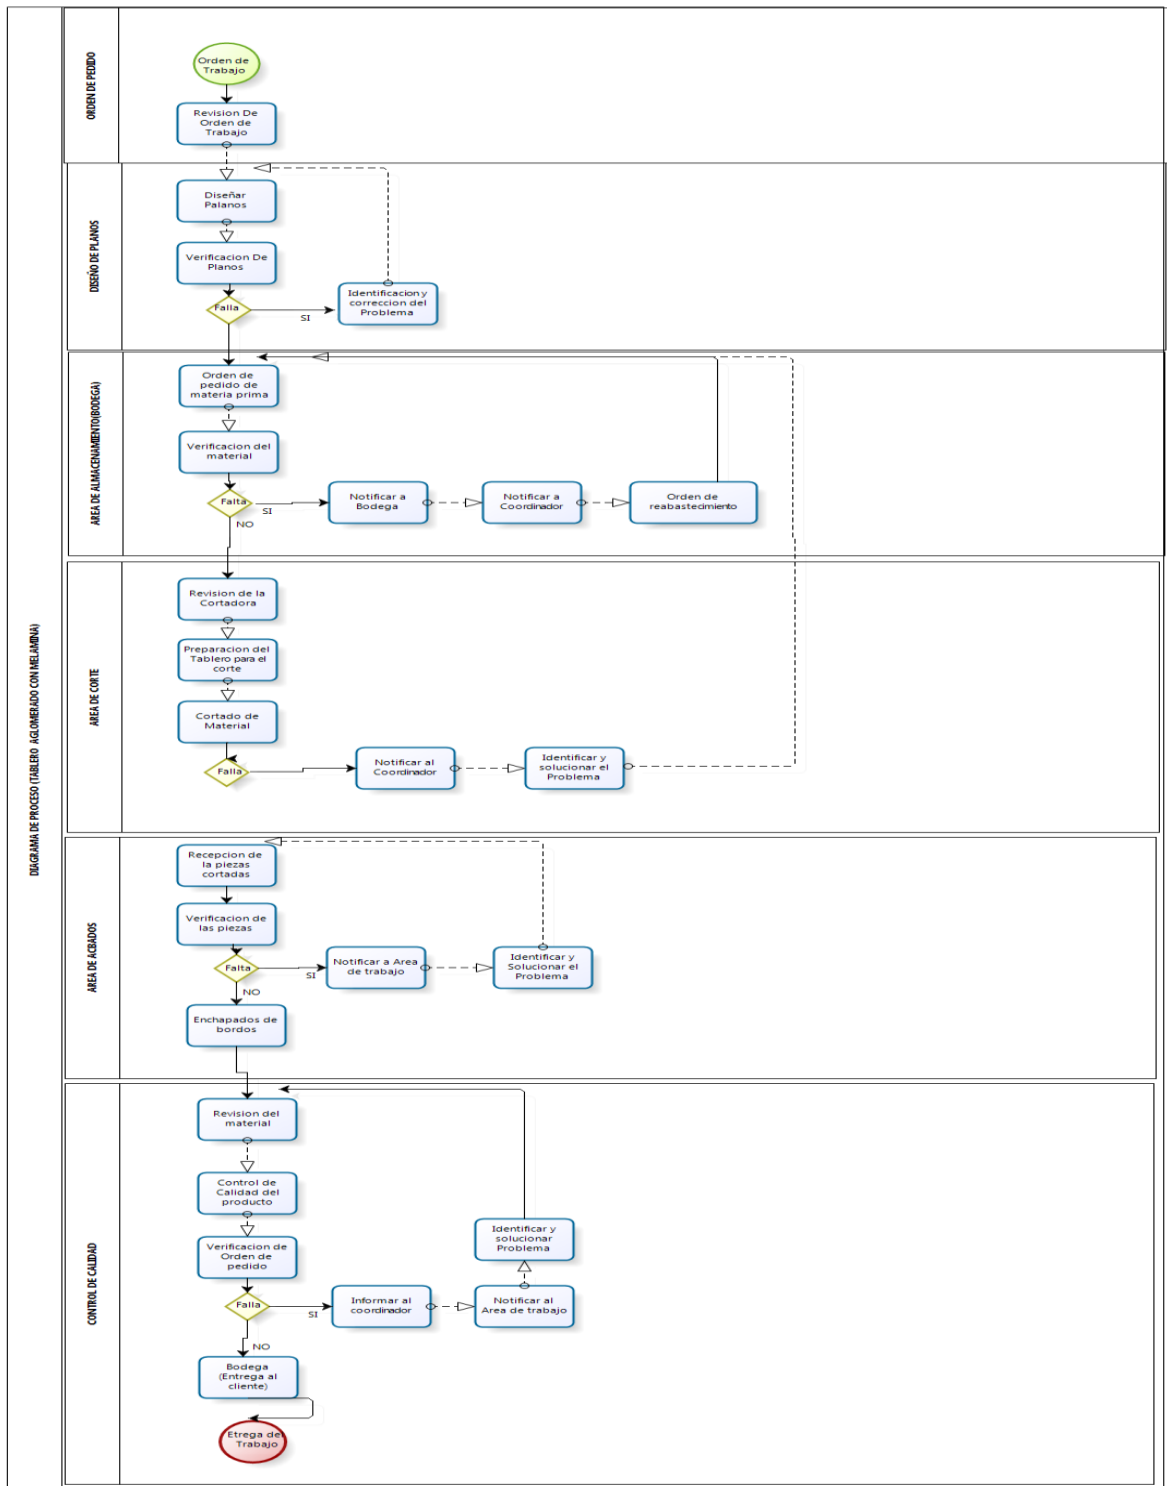 DIAGRAMA DE PROCESO (TABLERO AGLOMERADO CON MELAMINA)
ORDEN DE PEDIDO
Orden de
Trabajo
Revision De
Orden de
Trabajo
DISEÑO DE PLANOS
Diseñar
Palanos
Verificacion De
Planos
Falla
SI
Identificacion y
correccion del
Problema
AREA DE ALMACENAMIENTO(BODEGA)
Orden de
pedido de
materia prima
Verificacion del
material
Falta
SI
NO
Notificar a
Bodega
Notificar a
Coordinador
Orden de
reabastecimiento
AREA DE CORTE
Revision de la
Cortadora
Preparacion del
Tablero para el
corte
Cortado de
Material
Falla
Notificar al
Coordinador
Identificar y
solucionar el
Problema
AREA DE ACBADOS
Recepcion de
la piezas
cortadas
Verificacion de
las piezas
Falta
SI
NO
Notificar a Area
de trabajo
Identificar y
Solucionar el
Problema
Enchapados de
bordos
CONTROL DE CALIDAD
Revision del
material
Control de
Calidad del
producto
Verificacion de
Orden de
pedido
Falla
SI
NO
Informar al
coordinador
Notificar al
Area de trabajo
Identificar y
solucionar
Problema
Bodega
(Entrega al
cliente)
Etrega del
Trabajo